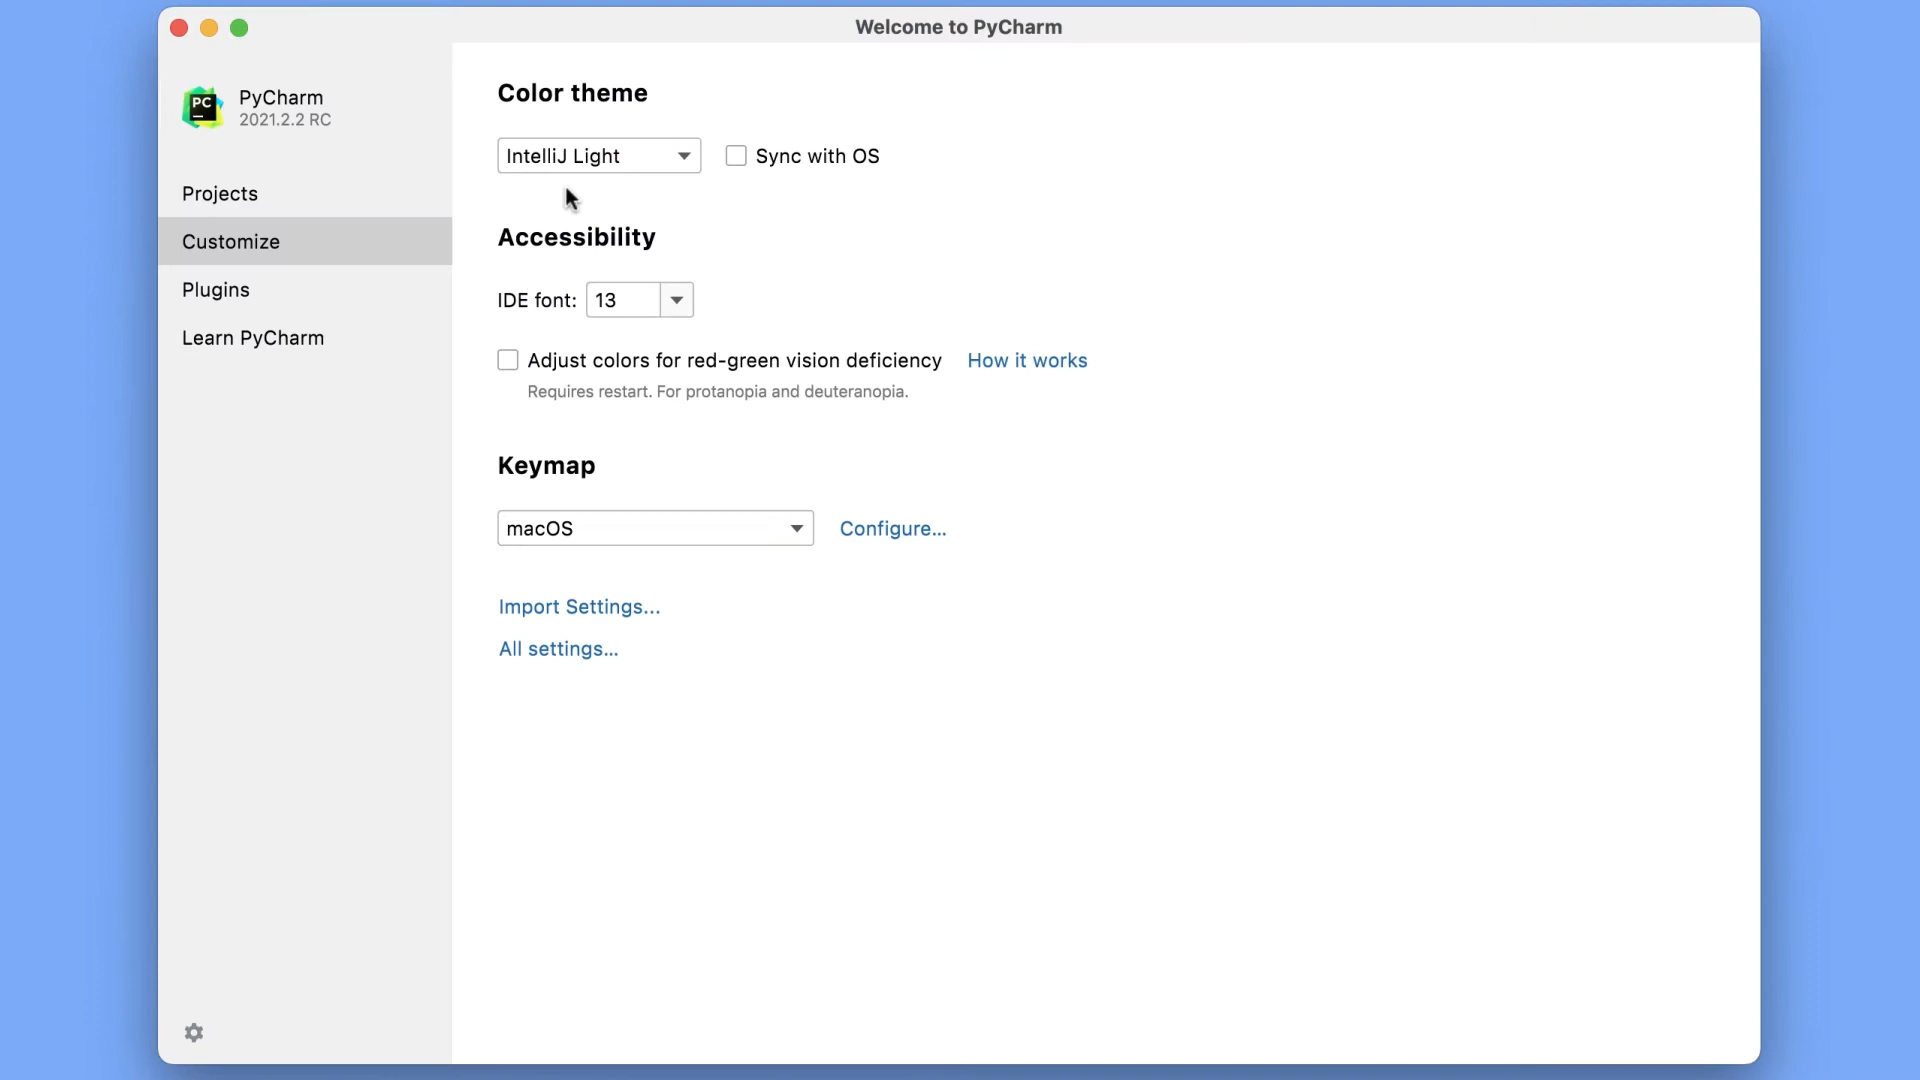 Welcome to PyCharm
PC
PyCharm
2021.2.2 RC
Projects
Customize
Plugins
Learn PyCharm
Color theme
IntelliJ Light
Sync with OS
Accessibility
IDE font: 13
Adjust colors for red-green vision deficiency How it works
Requires restart. For protanopia and deuteranopia.
Keymap
macOS
Configure...
Import Settings...
All settings...